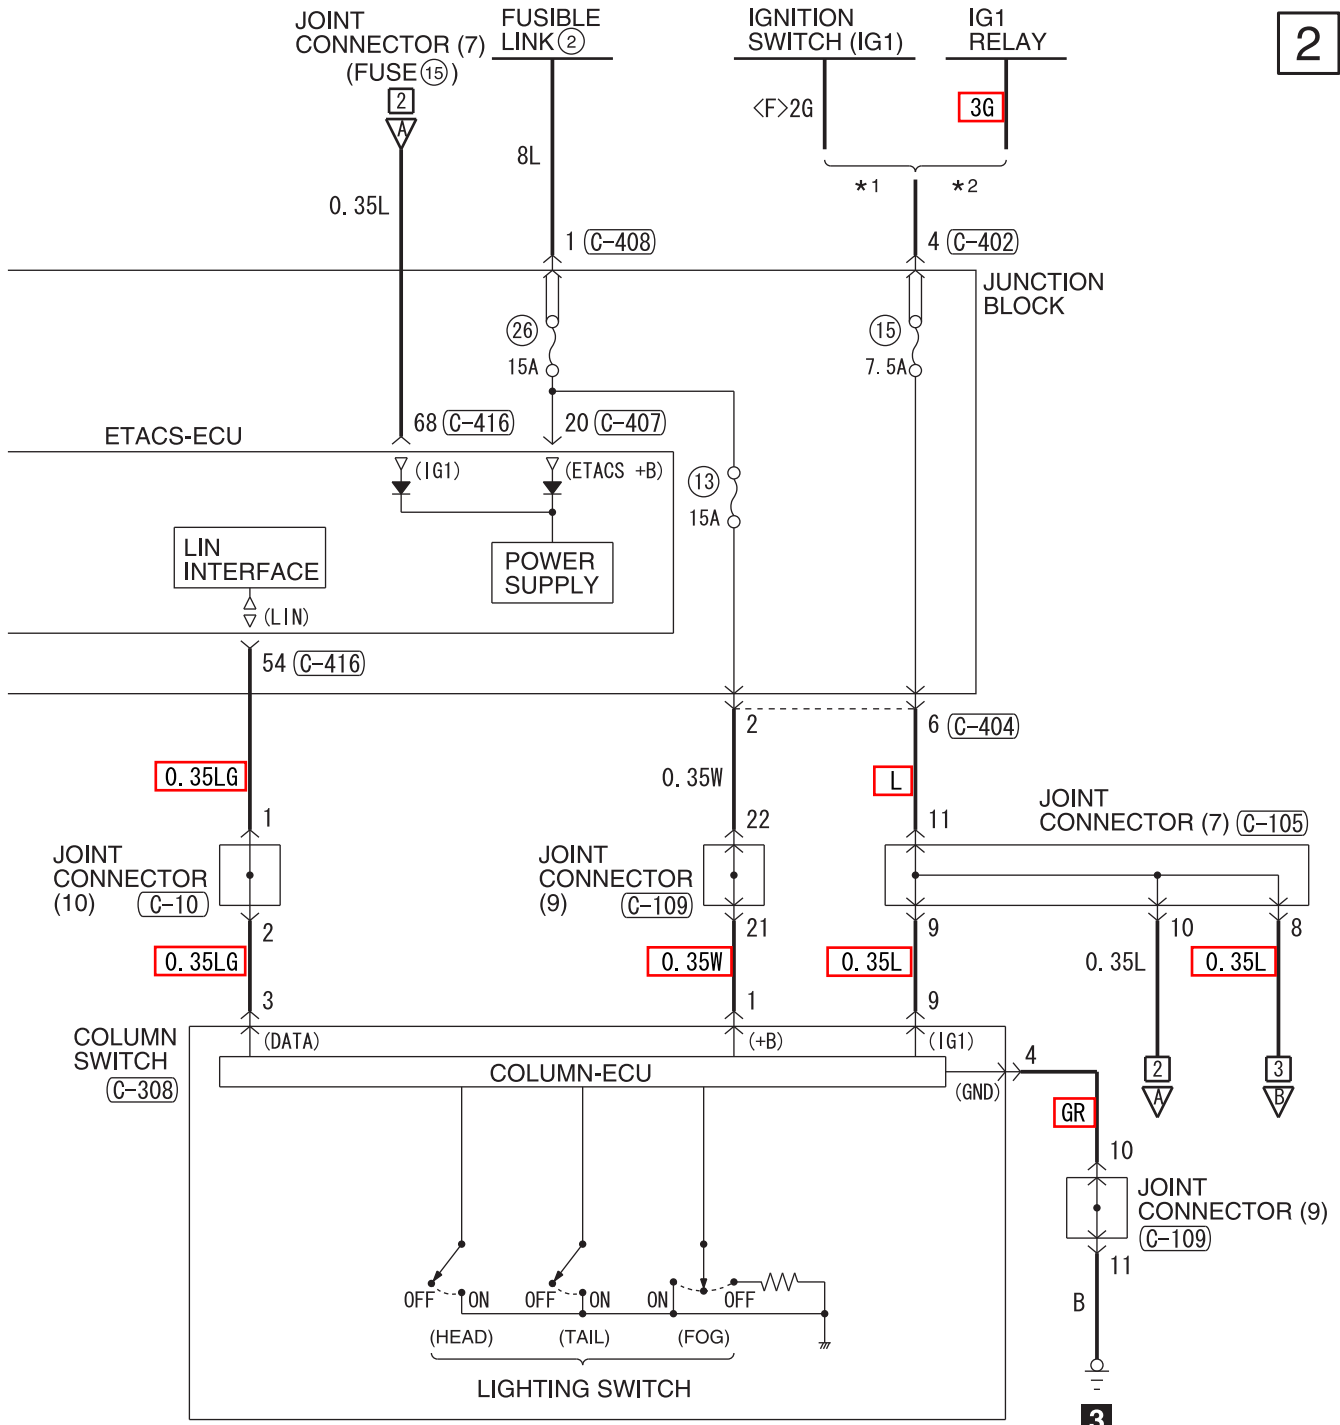 JOINT
CONNECTOR (7)
(FUSE 15)
FUSIBLE
LINK 2
IGNITION
SWITCH (IG1)
IG1
RELAY
2
2
A
<F>2G
3G
8L
*1
*2
0.35L
1 C-408
4 C-402
JUNCTION
BLOCK
26
15A
15
7.5A
68 C-416
20 C-407
ETACS-ECU
(IG1)
(ETACS +B)
13
15A
LIN
INTERFACE
POWER
SUPPLY
(LIN)
54 C-416
2
6 C-404
0.35LG
0.35W
L
1
22
11
JOINT
CONNECTOR (7) C-105
JOINT
CONNECTOR
(10) C-10
JOINT
CONNECTOR
(9) C-109
2
21
9
10
8
0.35LG
0.35W
0.35L
0.35L
0.35L
3
1
9
COLUMN
SWITCH
C-308
(DATA)
(+B)
(IG1)
4
COLUMN-ECU
(GND)
2
A
3
B
GR
10
JOINT
CONNECTOR (9)
C-109
11
OFF
ON
OFF
ON
ON
OFF
B
(HEAD)
(TAIL)
(FOG)
LIGHTING SWITCH
3